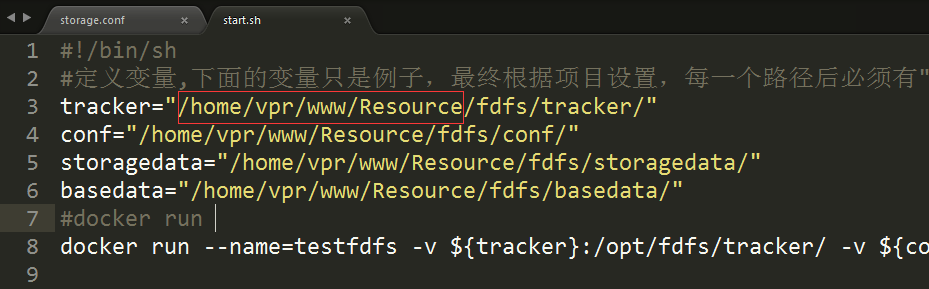 storage.conf × start.sh ×
1 #!/bin/sh
2 #定义变量,下面的变量只是例子，最终根据项目设置，每一个路径后必须有"
3 tracker="/home/vpr/www/Resource/fdfs/tracker/"
4 conf="/home/vpr/www/Resource/fdfs/conf/"
5 storagedata="/home/vpr/www/Resource/fdfs/storagedata/"
6 basedata="/home/vpr/www/Resource/fdfs/basedata/"
7 #docker run
8 docker run --name=testfdfs -v ${tracker}:/opt/fdfs/tracker/ -v ${co
9